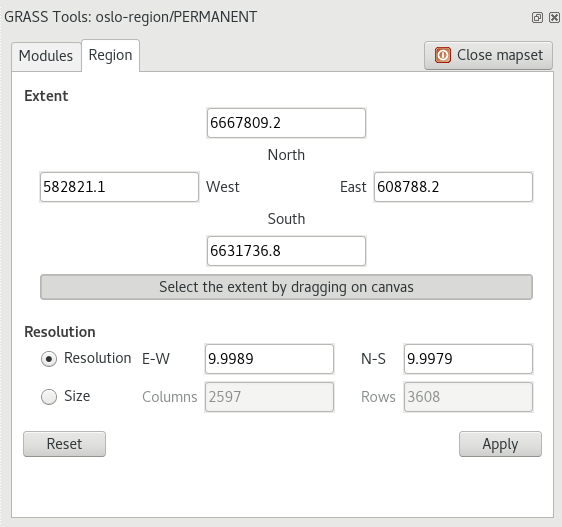 GRASS Tools: oslo-region/PERMANENT
Modules Region Close mapset
Extent
6667809.2
North
582821.1 West East 608788.2
South
6631736.8
Select the extent by dragging on canvas
Resolution
Resolution E-W 9.9989 N-S 9.9979
Size Columns 2597 Rows 3608
Reset Apply